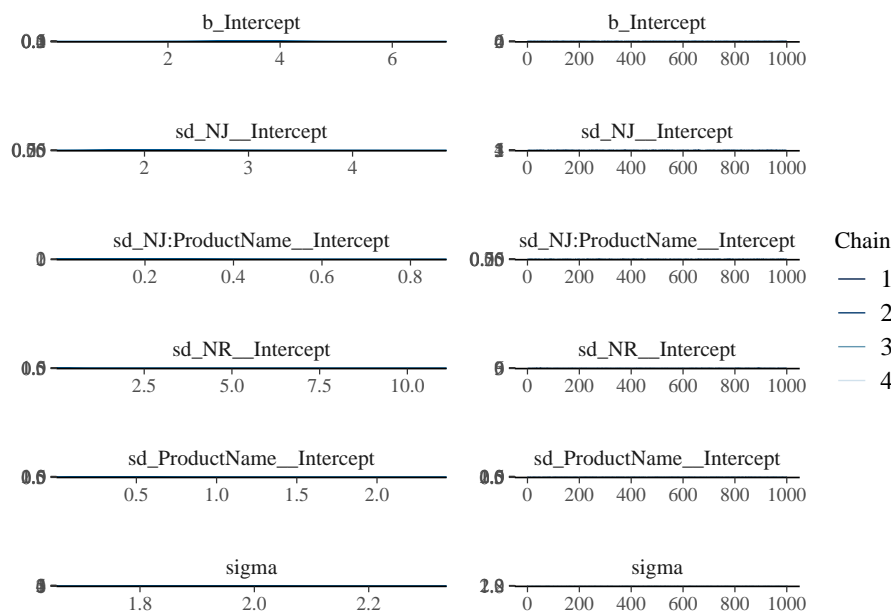 b_Intercept b_Intercept
2 4 6 0 200 400 600 800 1000
sd_NJ__Intercept sd_NJ__Intercept
2 3 4 0 200 400 600 800 1000
sd_NJ:ProductName__Intercept sd_NJ:ProductName__Intercept
0.2 0.4 0.6 0.8 0 200 400 600 800 1000
Chain
1
2
3
4
sd_NR__Intercept sd_NR__Intercept
2.5 5.0 7.5 10.0 0 200 400 600 800 1000
sd_ProductName__Intercept sd_ProductName__Intercept
0.5 1.0 1.5 2.0 0 200 400 600 800 1000
sigma sigma
1.8 2.0 2.2 0 200 400 600 800 1000